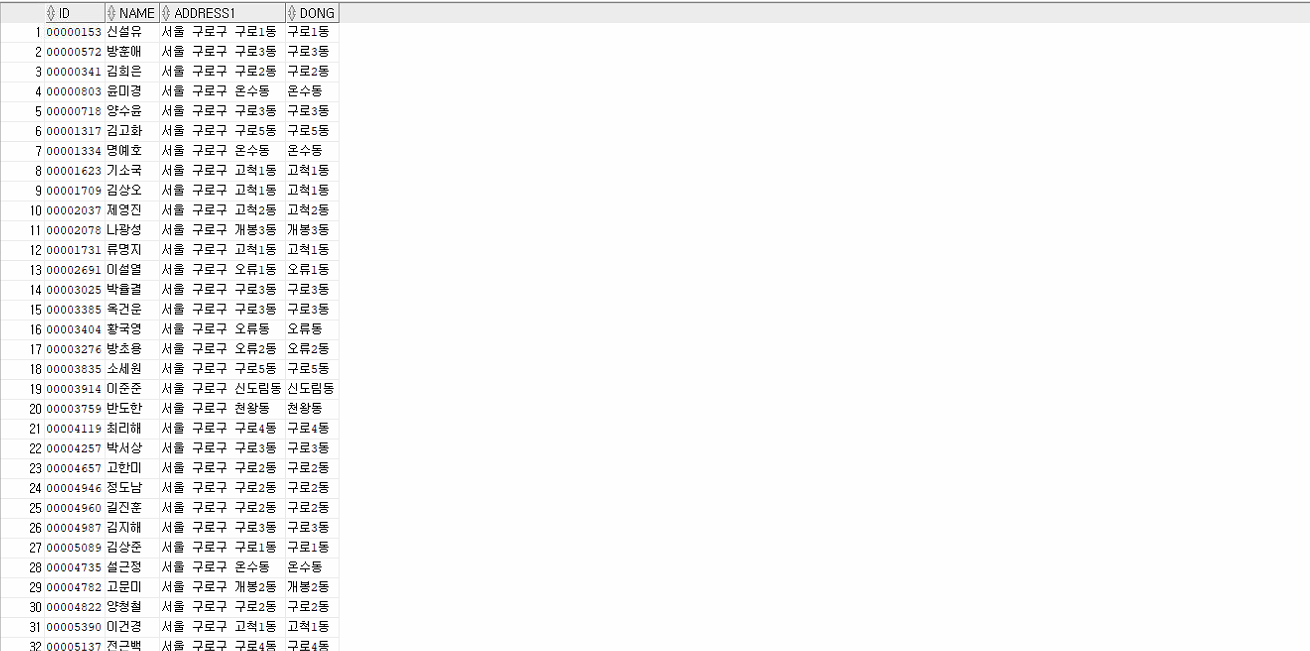 ID NAME ADDRESS1 DONG
1 00000153 신설유 서울 구로구 구로1동 구로1동
2 00000572 방훈애 서울 구로구 구로3동 구로3동
3 00000341 김희은 서울 구로구 구로2동 구로2동
4 00000803 윤미경 서울 구로구 온수동 온수동
5 00000718 양수윤 서울 구로구 구로3동 구로3동
6 00001317 김고화 서울 구로구 구로5동 구로5동
7 00001334 명예호 서울 구로구 온수동 온수동
8 00001623 기소국 서울 구로구 고척1동 고척1동
9 00001709 김상오 서울 구로구 고척1동 고척1동
10 00002037 제영진 서울 구로구 고척2동 고척2동
11 00002078 나광성 서울 구로구 개봉3동 개봉3동
12 00001731 류명지 서울 구로구 고척1동 고척1동
13 00002691 이설열 서울 구로구 오류1동 오류1동
14 00003025 박율결 서울 구로구 구로3동 구로3동
15 00003385 옥건운 서울 구로구 구로3동 구로3동
16 00003404 황국영 서울 구로구 오류동 오류동
17 00003276 방초용 서울 구로구 오류2동 오류2동
18 00003835 소세원 서울 구로구 구로5동 구로5동
19 00003914 이준준 서울 구로구 신도림동 신도림동
20 00003759 반도한 서울 구로구 천왕동 천왕동
21 00004119 최리해 서울 구로구 구로4동 구로4동
22 00004257 박서상 서울 구로구 구로3동 구로3동
23 00004657 고한미 서울 구로구 구로2동 구로2동
24 00004946 정도남 서울 구로구 구로2동 구로2동
25 00004960 길진훈 서울 구로구 구로2동 구로2동
26 00004987 김지해 서울 구로구 구로3동 구로3동
27 00005089 김상준 서울 구로구 구로1동 구로1동
28 00004735 설근정 서울 구로구 온수동 온수동
29 00004782 고문미 서울 구로구 개봉2동 개봉2동
30 00004822 양청철 서울 구로구 구로2동 구로2동
31 00005390 이건경 서울 구로구 고척1동 고척1동
32 00005137 전근백 서울 구로구 구로4동 구로4동